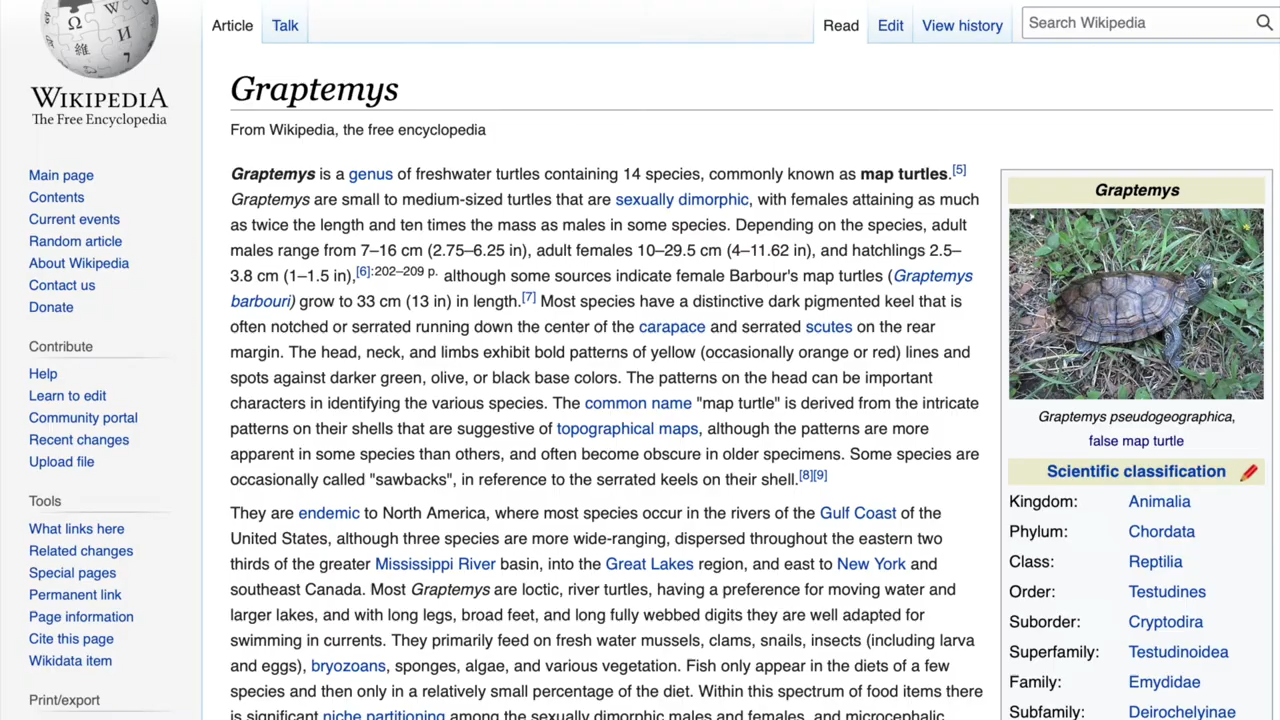 Ω W
維 И
WIKIPEDIA
The Free Encyclopedia
Main page
Contents
Current events
Random article
About Wikipedia
Contact us
Donate
Contribute
Help
Learn to edit
Community portal
Recent changes
Upload file
Tools
What links here
Related changes
Special pages
Permanent link
Page information
Cite this page
Wikidata item
Print/export
Article Talk
Read Edit View history
Search Wikipedia
Graptemys
From Wikipedia, the free encyclopedia
Graptemys is a genus of freshwater turtles containing 14 species, commonly known as map turtles.[5]
Graptemys are small to medium-sized turtles that are sexually dimorphic, with females attaining as much
as twice the length and ten times the mass as males in some species. Depending on the species, adult
males range from 7–16 cm (2.75–6.25 in), adult females 10–29.5 cm (4–11.62 in), and hatchlings 2.5–
3.8 cm (1–1.5 in),[6]:202–209 p. although some sources indicate female Barbour's map turtles (Graptemys
barbouri) grow to 33 cm (13 in) in length.[7] Most species have a distinctive dark pigmented keel that is
often notched or serrated running down the center of the carapace and serrated scutes on the rear
margin. The head, neck, and limbs exhibit bold patterns of yellow (occasionally orange or red) lines and
spots against darker green, olive, or black base colors. The patterns on the head can be important
characters in identifying the various species. The common name "map turtle" is derived from the intricate
patterns on their shells that are suggestive of topographical maps, although the patterns are more
apparent in some species than others, and often become obscure in older specimens. Some species are
occasionally called "sawbacks", in reference to the serrated keels on their shell.[8][9]
They are endemic to North America, where most species occur in the rivers of the Gulf Coast of the
United States, although three species are more wide-ranging, dispersed throughout the eastern two
thirds of the greater Mississippi River basin, into the Great Lakes region, and east to New York and
southeast Canada. Most Graptemys are loctic, river turtles, having a preference for moving water and
larger lakes, and with long legs, broad feet, and long fully webbed digits they are well adapted for
swimming in currents. They primarily feed on fresh water mussels, clams, snails, insects (including larva
and eggs), bryozoans, sponges, algae, and various vegetation. Fish only appear in the diets of a few
species and then only in a relatively small percentage of the diet. Within this spectrum of food items there
is significant niche partitioning among the sexually dimorphic males and females, and microcephalic,
Graptemys
Graptemys pseudogeographica,
false map turtle
Scientific classification
Kingdom: Animalia
Phylum: Chordata
Class: Reptilia
Order: Testudines
Suborder: Cryptodira
Superfamily: Testudinoidea
Family: Emydidae
Subfamily: Deirochelyinae